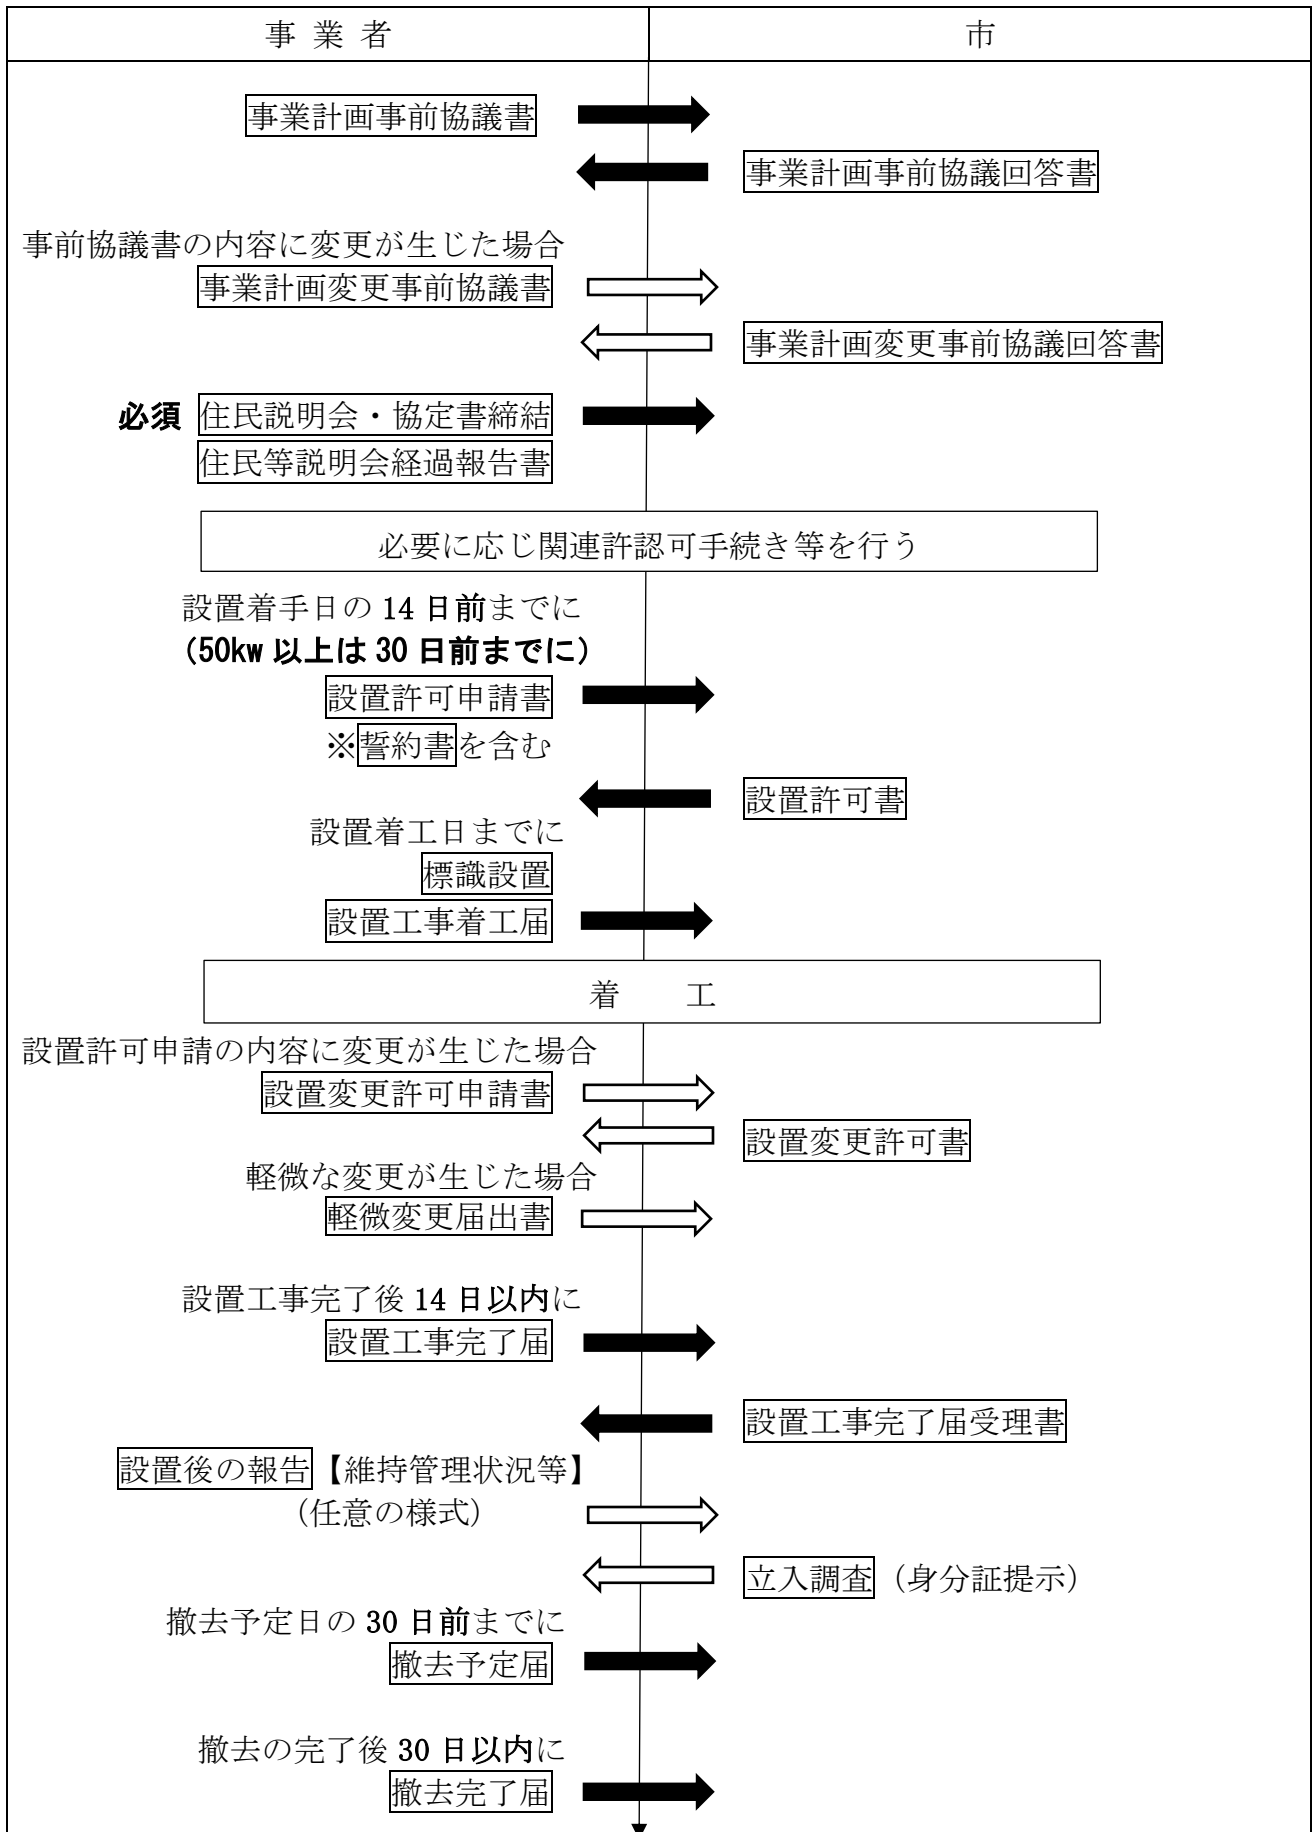 事業者
市
事業計画事前協議書
事業計画事前協議回答書
事前協議書の内容に変更が生じた場合
事業計画変更事前協議書
事業計画変更事前協議回答書
必須 住民説明会・協定書締結
住民等説明会経過報告書
必要に応じ関連許認可手続き等を行う
設置着手日の 14 日前までに
(50kw 以上は 30 日前までに)
設置許可申請書
※誓約書を含む
設置許可書
設置着工日までに
標識設置
設置工事着工届
着　工
設置許可申請の内容に変更が生じた場合
設置変更許可申請書
設置変更許可書
軽微な変更が生じた場合
軽微変更届出書
設置工事完了後 14 日以内に
設置工事完了届
設置工事完了届受理書
設置後の報告【維持管理状況等】
(任意の様式)
立入調査(身分証提示)
撤去予定日の 30 日前までに
撤去予定届
撤去の完了後 30 日以内に
撤去完了届